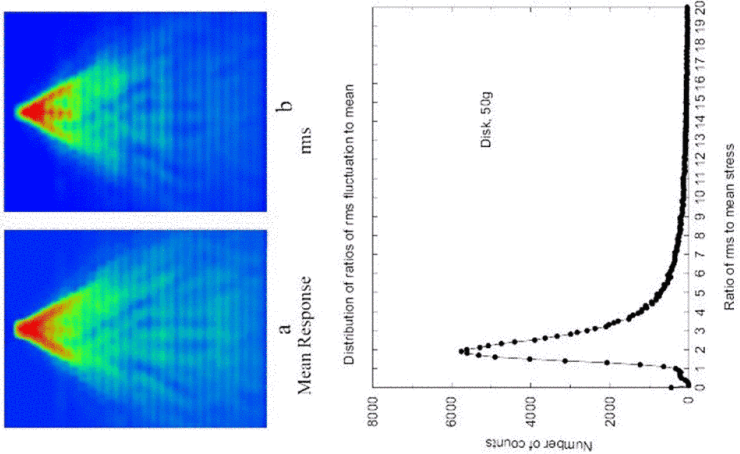 a
Mean Response
b
rms
Distribution of ratios of rms fluctuation to mean
Disk, 50g
Number of counts
8000
6000
4000
2000
0
0 1 2 3 4 5 6 7 8 9 10 11 12 13 14 15 16 17 18 19 20
Ratio of rms to mean stress